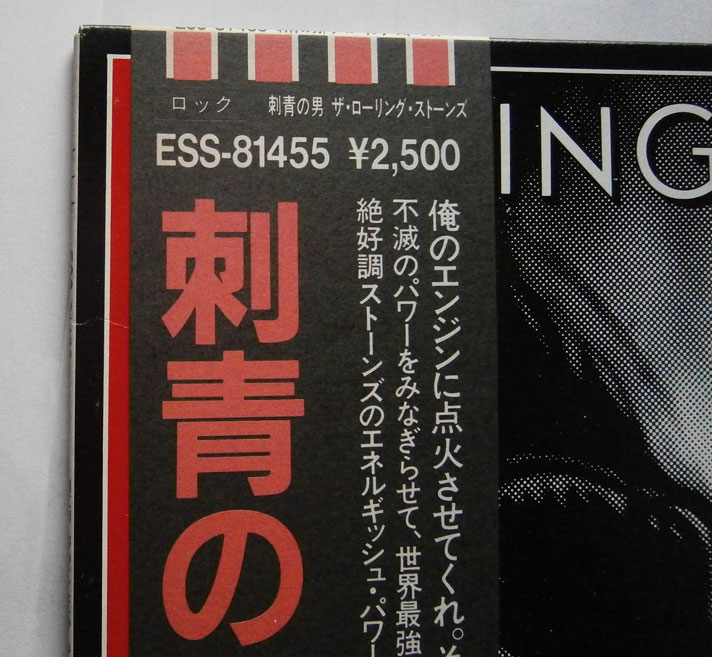 ロック 刺青の男 ザ・ローリング・ストーンズ
ESS-81455 ¥2,500
ING
刺青の
俺のエンジンに点火させてくれ。そ
不滅のパワーをみなぎらせて、世界最強
絶好調ストーンズのエネルギッシュ・パワー